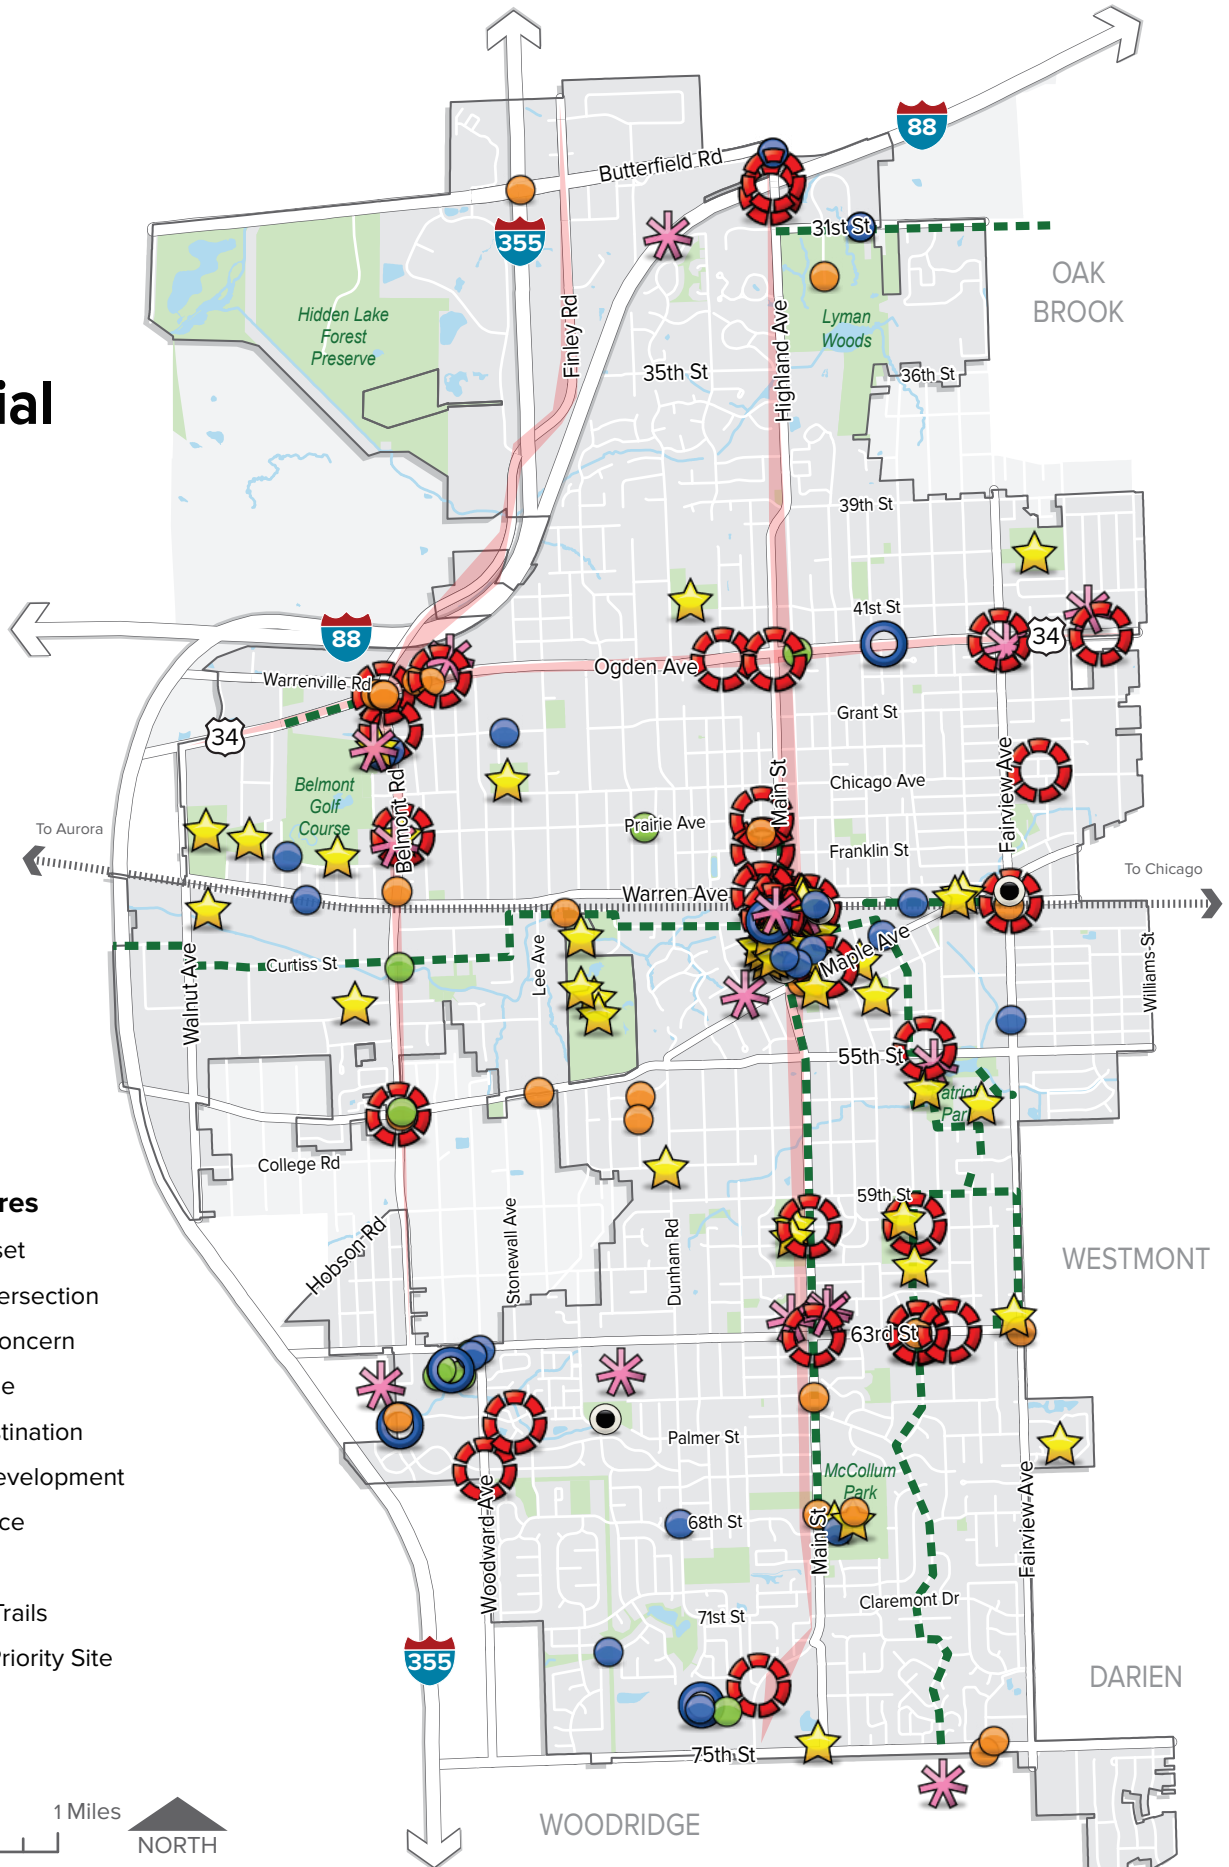 88
Butterfield Rd
355
31st St
OAK
BROOK
Hidden Lake
Forest
Preserve
Finley Rd
Highland Ave
Lyman
Woods
35th St
36th St
ial
39th St
41st St
88
34
Ogden Ave
Warrenville Rd
34
Grant St
Belmont
Golf
Course
Belmont Rd
Main St
Chicago Ave
Fairview Ave
To Aurora
Prairie Ave
Franklin St
To Chicago
Warren Ave
Maple Ave
Walnut Ave
Curtiss St
Lee Ave
Williams St
55th St
atriot
Par
College Rd
59th St
res
set
ersection
oncern
e
stination
evelopment
ce
Trails
Priority Site
Hobson Rd
Stonewall Ave
Dunham Rd
WESTMONT
63rd St
Palmer St
McCollum
Park
68th St
Main St
Woodward Ave
Fairview Ave
Claremont Dr
71st St
355
DARIEN
75th St
1 Miles
NORTH
WOODRIDGE